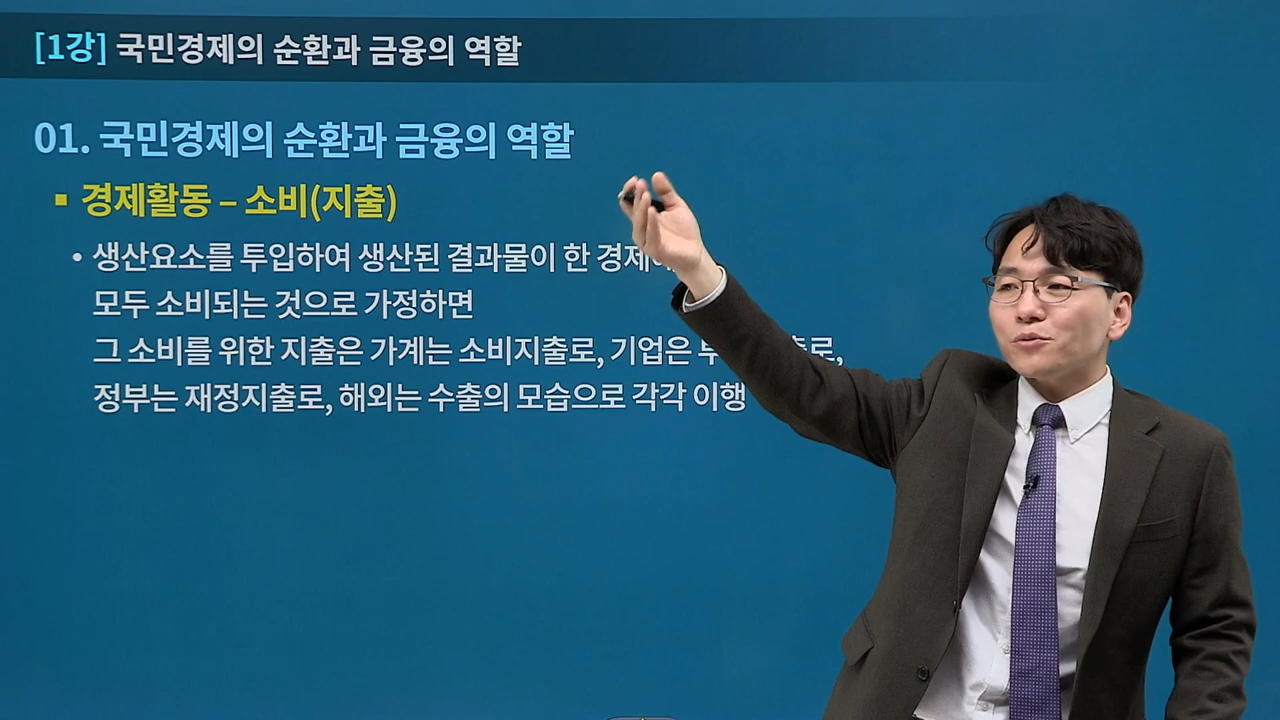 [1강] 국민경제의 순환과 금융의 역할
01. 국민경제의 순환과 금융의 역할
▪ 경제활동 – 소비(지출)
• 생산요소를 투입하여 생산된 결과물이 한
모두 소비되는 것으로 가정하면
그 소비를 위한 지출은 가계는 소비지출로, 기업은
정부는 재정지출로, 해외는 수출의 모습으로 각각 이행